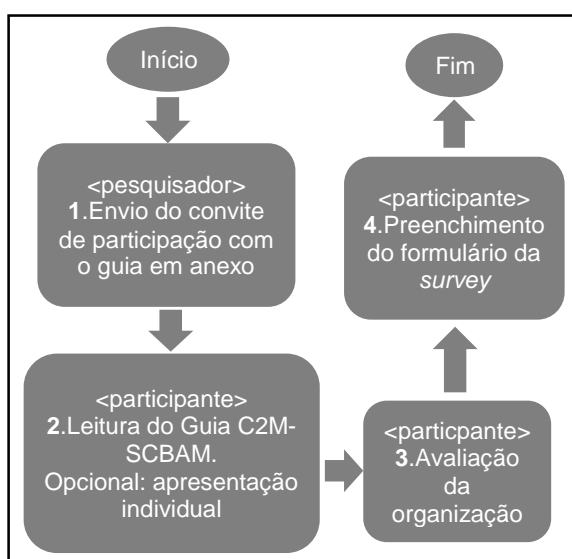 Início
<pesquisador>
1.Envio do convite
de participação com
o guia em anexo
<participante>
2.Leitura do Guia C2M-
SCBAM.
Opcional: apresentação
individual
<particpante>
3.Avaliação
da
organização
<participante>
4.Preenchimento
do formulário da
survey
Fim